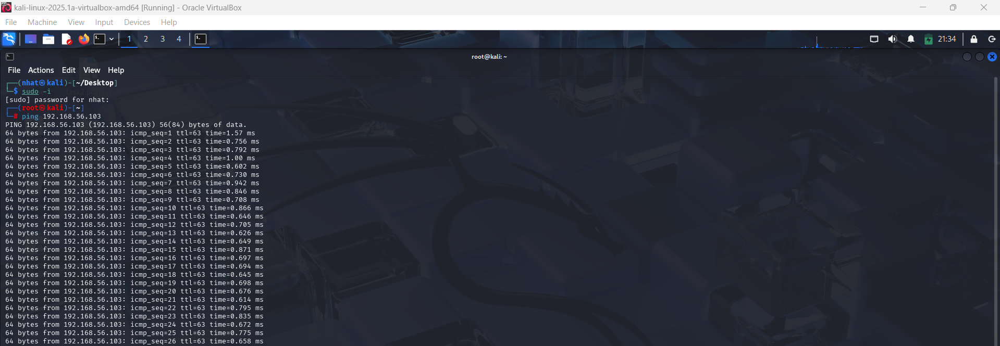 kali-linux-2025.1a-virtualbox-amd64 [Running] - Oracle VirtualBox
File Machine View Input Devices Help
1 2 3 4 21:34
root@kali: ~
File Actions Edit View Help
┌──(nhat㉿kali)-[~/Desktop]
└─$ sudo -i
[sudo] password for nhat:
┌──(root㉿kali)-[~]
└─# ping 192.168.56.103
PING 192.168.56.103 (192.168.56.103) 56(84) bytes of data.
64 bytes from 192.168.56.103: icmp_seq=1 ttl=63 time=1.57 ms
64 bytes from 192.168.56.103: icmp_seq=2 ttl=63 time=0.756 ms
64 bytes from 192.168.56.103: icmp_seq=3 ttl=63 time=0.792 ms
64 bytes from 192.168.56.103: icmp_seq=4 ttl=63 time=1.00 ms
64 bytes from 192.168.56.103: icmp_seq=5 ttl=63 time=0.602 ms
64 bytes from 192.168.56.103: icmp_seq=6 ttl=63 time=0.730 ms
64 bytes from 192.168.56.103: icmp_seq=7 ttl=63 time=0.942 ms
64 bytes from 192.168.56.103: icmp_seq=8 ttl=63 time=0.846 ms
64 bytes from 192.168.56.103: icmp_seq=9 ttl=63 time=0.708 ms
64 bytes from 192.168.56.103: icmp_seq=10 ttl=63 time=0.866 ms
64 bytes from 192.168.56.103: icmp_seq=11 ttl=63 time=0.646 ms
64 bytes from 192.168.56.103: icmp_seq=12 ttl=63 time=0.705 ms
64 bytes from 192.168.56.103: icmp_seq=13 ttl=63 time=0.626 ms
64 bytes from 192.168.56.103: icmp_seq=14 ttl=63 time=0.649 ms
64 bytes from 192.168.56.103: icmp_seq=15 ttl=63 time=0.871 ms
64 bytes from 192.168.56.103: icmp_seq=16 ttl=63 time=0.697 ms
64 bytes from 192.168.56.103: icmp_seq=17 ttl=63 time=0.694 ms
64 bytes from 192.168.56.103: icmp_seq=18 ttl=63 time=0.645 ms
64 bytes from 192.168.56.103: icmp_seq=19 ttl=63 time=0.698 ms
64 bytes from 192.168.56.103: icmp_seq=20 ttl=63 time=0.676 ms
64 bytes from 192.168.56.103: icmp_seq=21 ttl=63 time=0.614 ms
64 bytes from 192.168.56.103: icmp_seq=22 ttl=63 time=0.795 ms
64 bytes from 192.168.56.103: icmp_seq=23 ttl=63 time=0.835 ms
64 bytes from 192.168.56.103: icmp_seq=24 ttl=63 time=0.672 ms
64 bytes from 192.168.56.103: icmp_seq=25 ttl=63 time=0.775 ms
64 bytes from 192.168.56.103: icmp_seq=26 ttl=63 time=0.658 ms